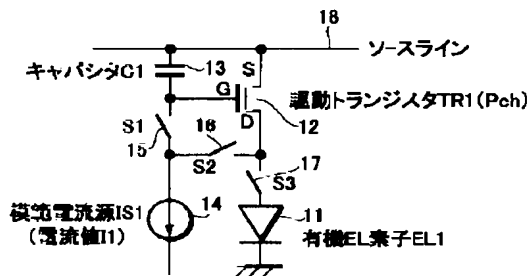 18
ソースライン
キャパシタC1
13
S
G
D
12
駆動トランジスタTR1(Pch)
S1
15
16
S2
17
S3
電流源IS1
(電流値I1)
14
11
有機EL素子EL1